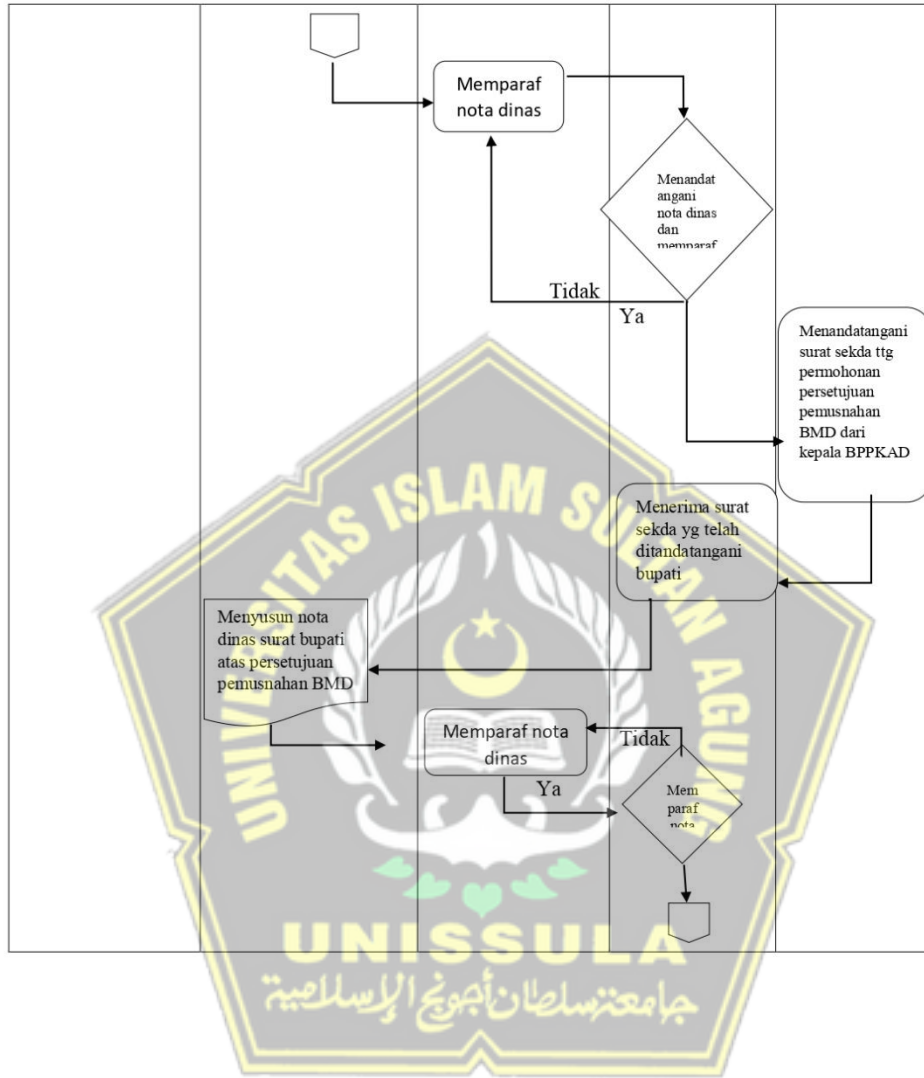 Memparaf
nota dinas
Menandat
angani
nota dinas
dan
memparaf
Tidak
Ya
Menandatangani
surat sekda ttg
permohonan
persetujuan
pemusnahan
BMD dari
kepala BPPKAD
Menerima surat
sekda yg telah
ditandatangani
bupati
Menyusun nota
dinas surat bupati
atas persetujuan
pemusnahan BMD
Memparaf nota
dinas
Tidak
Ya
Mem
paraf
nota
UNIVERSITAS ISLAM SULTAN AGUNG
UNISSULA
جامعة سلطان أجونج الإسلامية